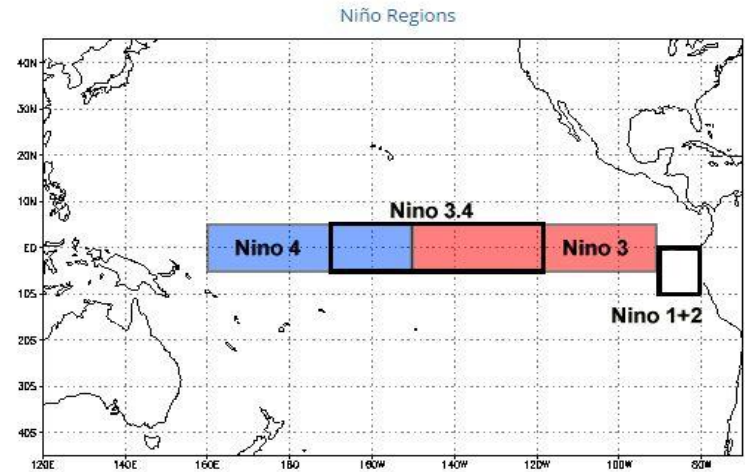 Niño Regions
40N
30N
20N
10N
Nino 3.4
Nino 4
Nino 3
EQ
10S
Nino 1+2
20S
30S
40S
120E 140E 160E 180 160W 140W 120W 100W 80W